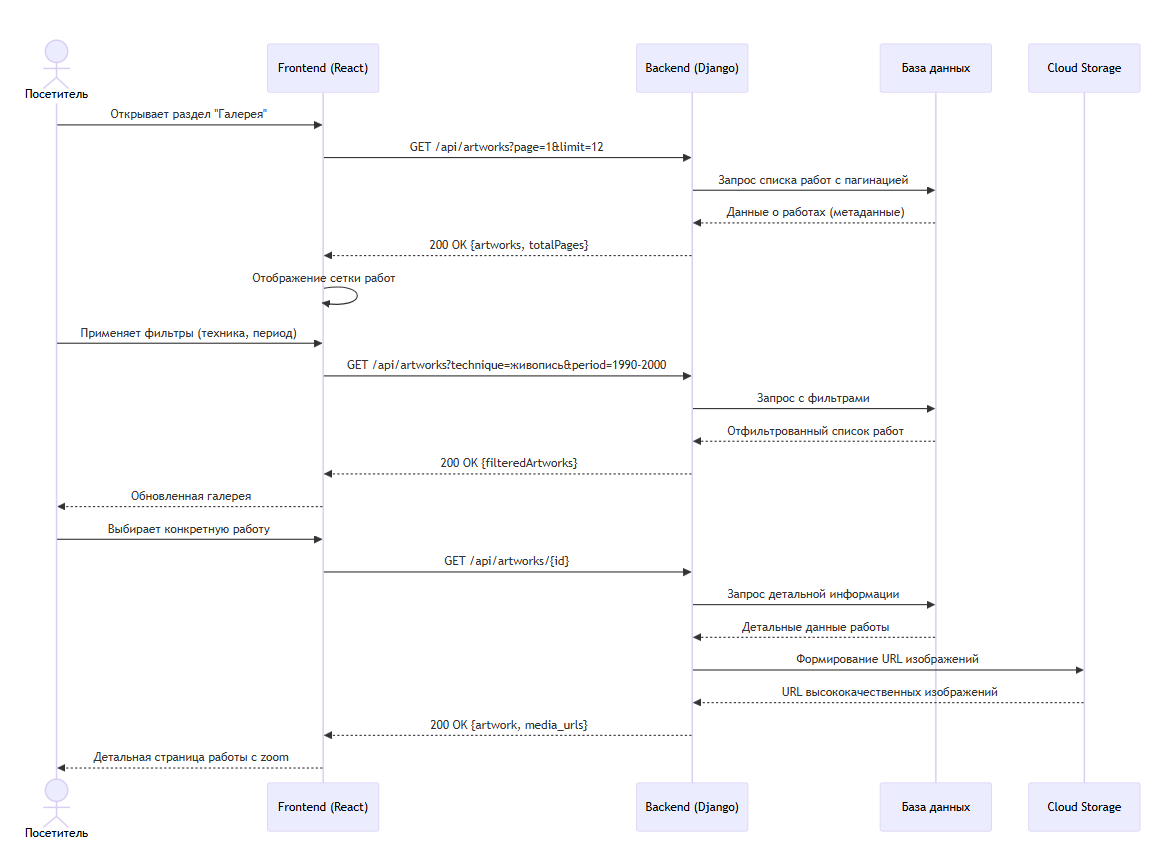 Посетитель
Frontend (React)
Backend (Django)
База данных
Cloud Storage
Открывает раздел "Галерея"
GET /api/artworks?page=1&limit=12
Запрос списка работ с пагинацией
Данные о работах (метаданные)
200 OK {artworks, totalPages}
Отображение сетки работ
Применяет фильтры (техника, период)
GET /api/artworks?technique=живопись&period=1990-2000
Запрос с фильтрами
Отфильтрованный список работ
200 OK {filteredArtworks}
Обновленная галерея
Выбирает конкретную работу
GET /api/artworks/{id}
Запрос детальной информации
Детальные данные работы
Формирование URL изображений
URL высококачественных изображений
200 OK {artwork, media_urls}
Детальная страница работы с zoom
Посетитель
Frontend (React)
Backend (Django)
База данных
Cloud Storage